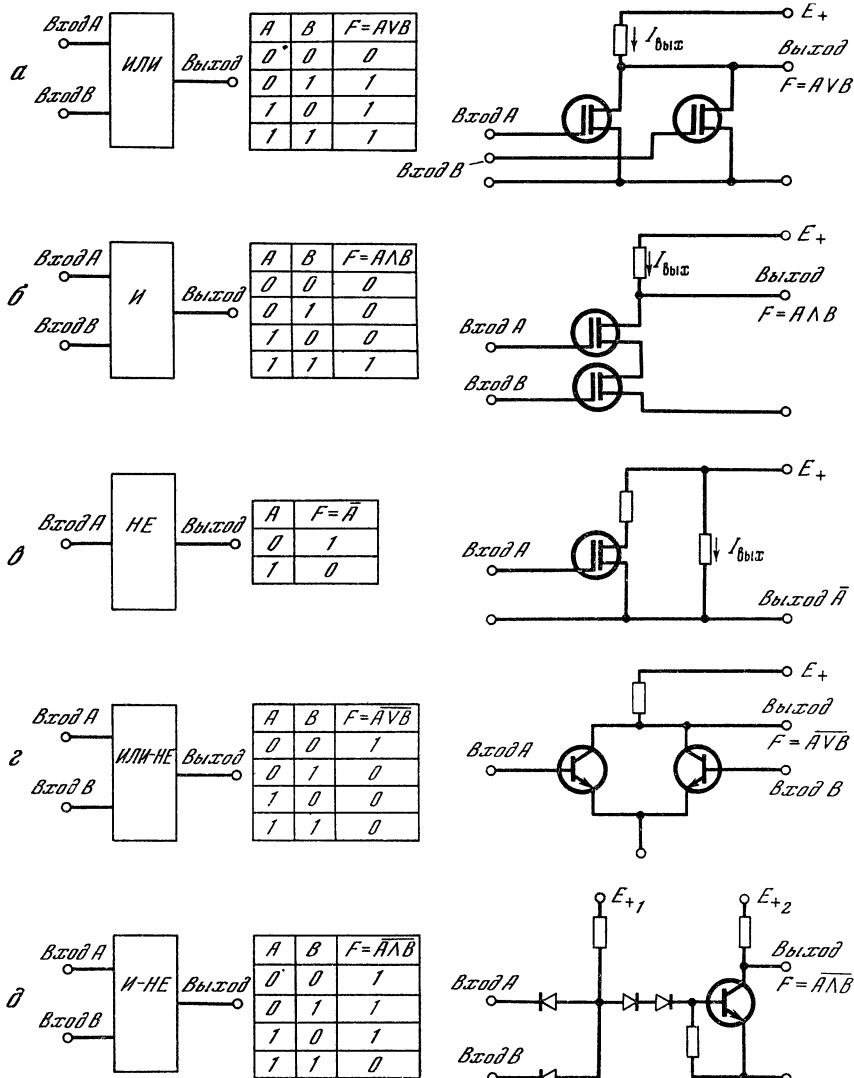 а
Вход А
Вход В
ИЛИ
Выход
A B F=A∨B
0 0 0
0 1 1
1 0 1
1 1 1
E+
Iвых
Выход
F=A∨B
Вход А
Вход В
б
Вход А
Вход В
И
Выход
A B F=A∧B
0 0 0
0 1 0
1 0 0
1 1 1
E+
Iвых
Выход
F=A∧B
Вход А
Вход В
в
Вход А
НЕ
Выход
A F=A̅
0 1
1 0
E+
Вход А
Iвых
Выход A̅
г
Вход А
Вход В
ИЛИ-НЕ
Выход
A B F=A̅∨̅B̅
0 0 1
0 1 0
1 0 0
1 1 0
E+
Выход
F=A̅∨̅B̅
Вход А
Вход В
д
Вход А
Вход В
И-НЕ
Выход
A B F=A̅∧̅B̅
0 0 1
0 1 1
1 0 1
1 1 0
E+1
E+2
Выход
F=A̅∧̅B̅
Вход А
Вход В